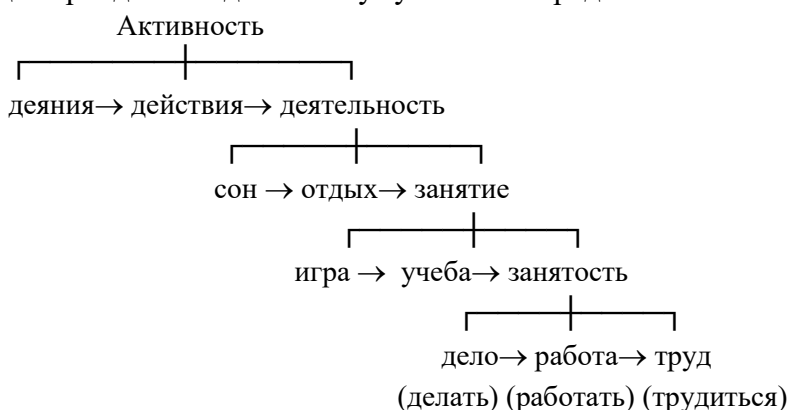 Активность
деяния→ действия→ деятельность
сон → отдых→ занятие
игра → учеба→ занятость
дело→ работа→ труд
(делать) (работать) (трудиться)